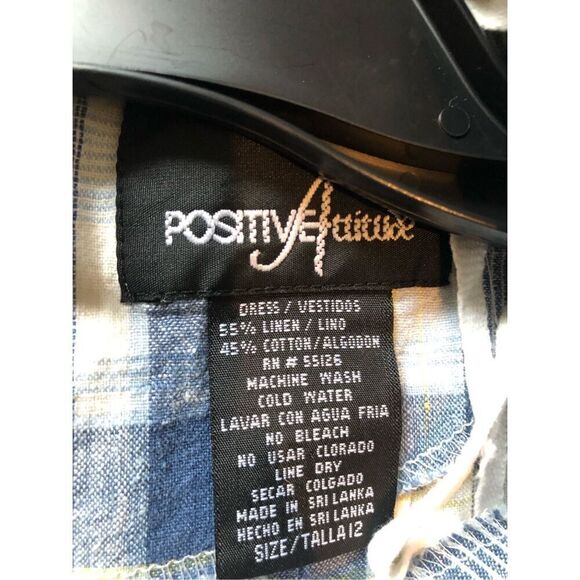 POSITIVE Attitude
DRESS / VESTIDOS
55% LINEN / LINO
45% COTTON/ALGODON
RN # 55126
MACHINE WASH
COLD WATER
LAVAR CON AGUA FRIA
NO BLEACH
NO USAR CLORADO
LINE DRY
SECAR COLGADO
MADE IN SRI LANKA
HECHO EN SRI LANKA
SIZE/TALLA 12